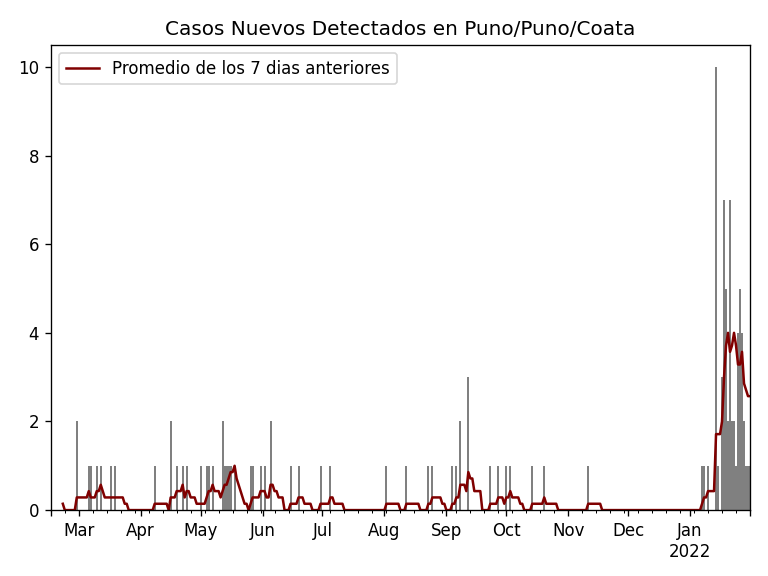 Casos Nuevos Detectados en Puno/Puno/Coata
Promedio de los 7 dias anteriores
10
8
6
4
2
0
Mar Apr May Jun Jul Aug Sep Oct Nov Dec Jan
2022